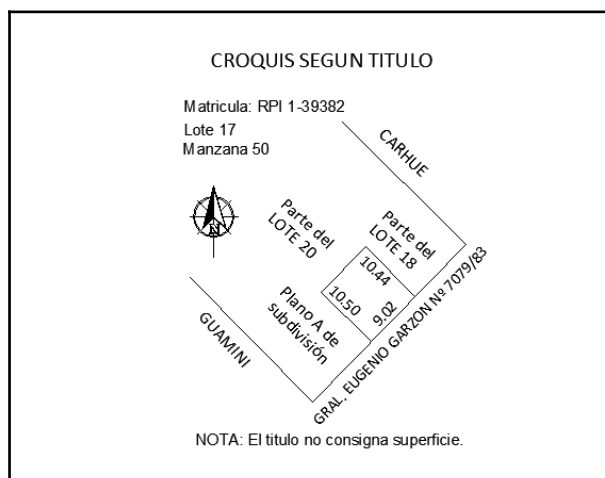 CROQUIS SEGUN TITULO
Matricula: RPI 1-39382
Lote 17
Manzana 50
CARHUE
N
Parte del
LOTE 20
Parte del
LOTE 18
10.44
10.50
9.02
Plano A de
subdivisión
GUAMINI
GRAL. EUGENIO GARZON Nº 7079/83
NOTA: El titulo no consigna superficie.